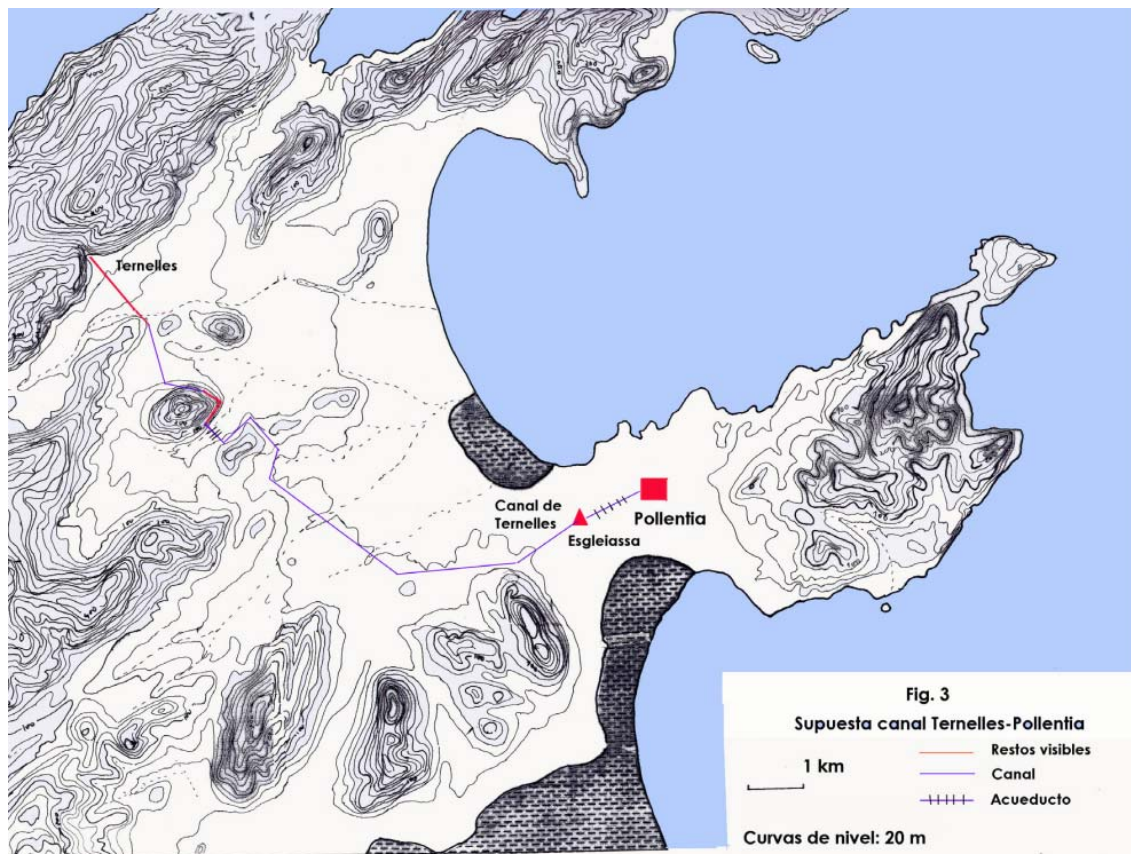 Ternelles
Canal de
Ternelles
Esgleiassa
Pollentia
Fig. 3
Supuesta canal Ternelles-Pollentia
1 km
Restos visibles
Canal
Acueducto
Curvas de nivel: 20 m